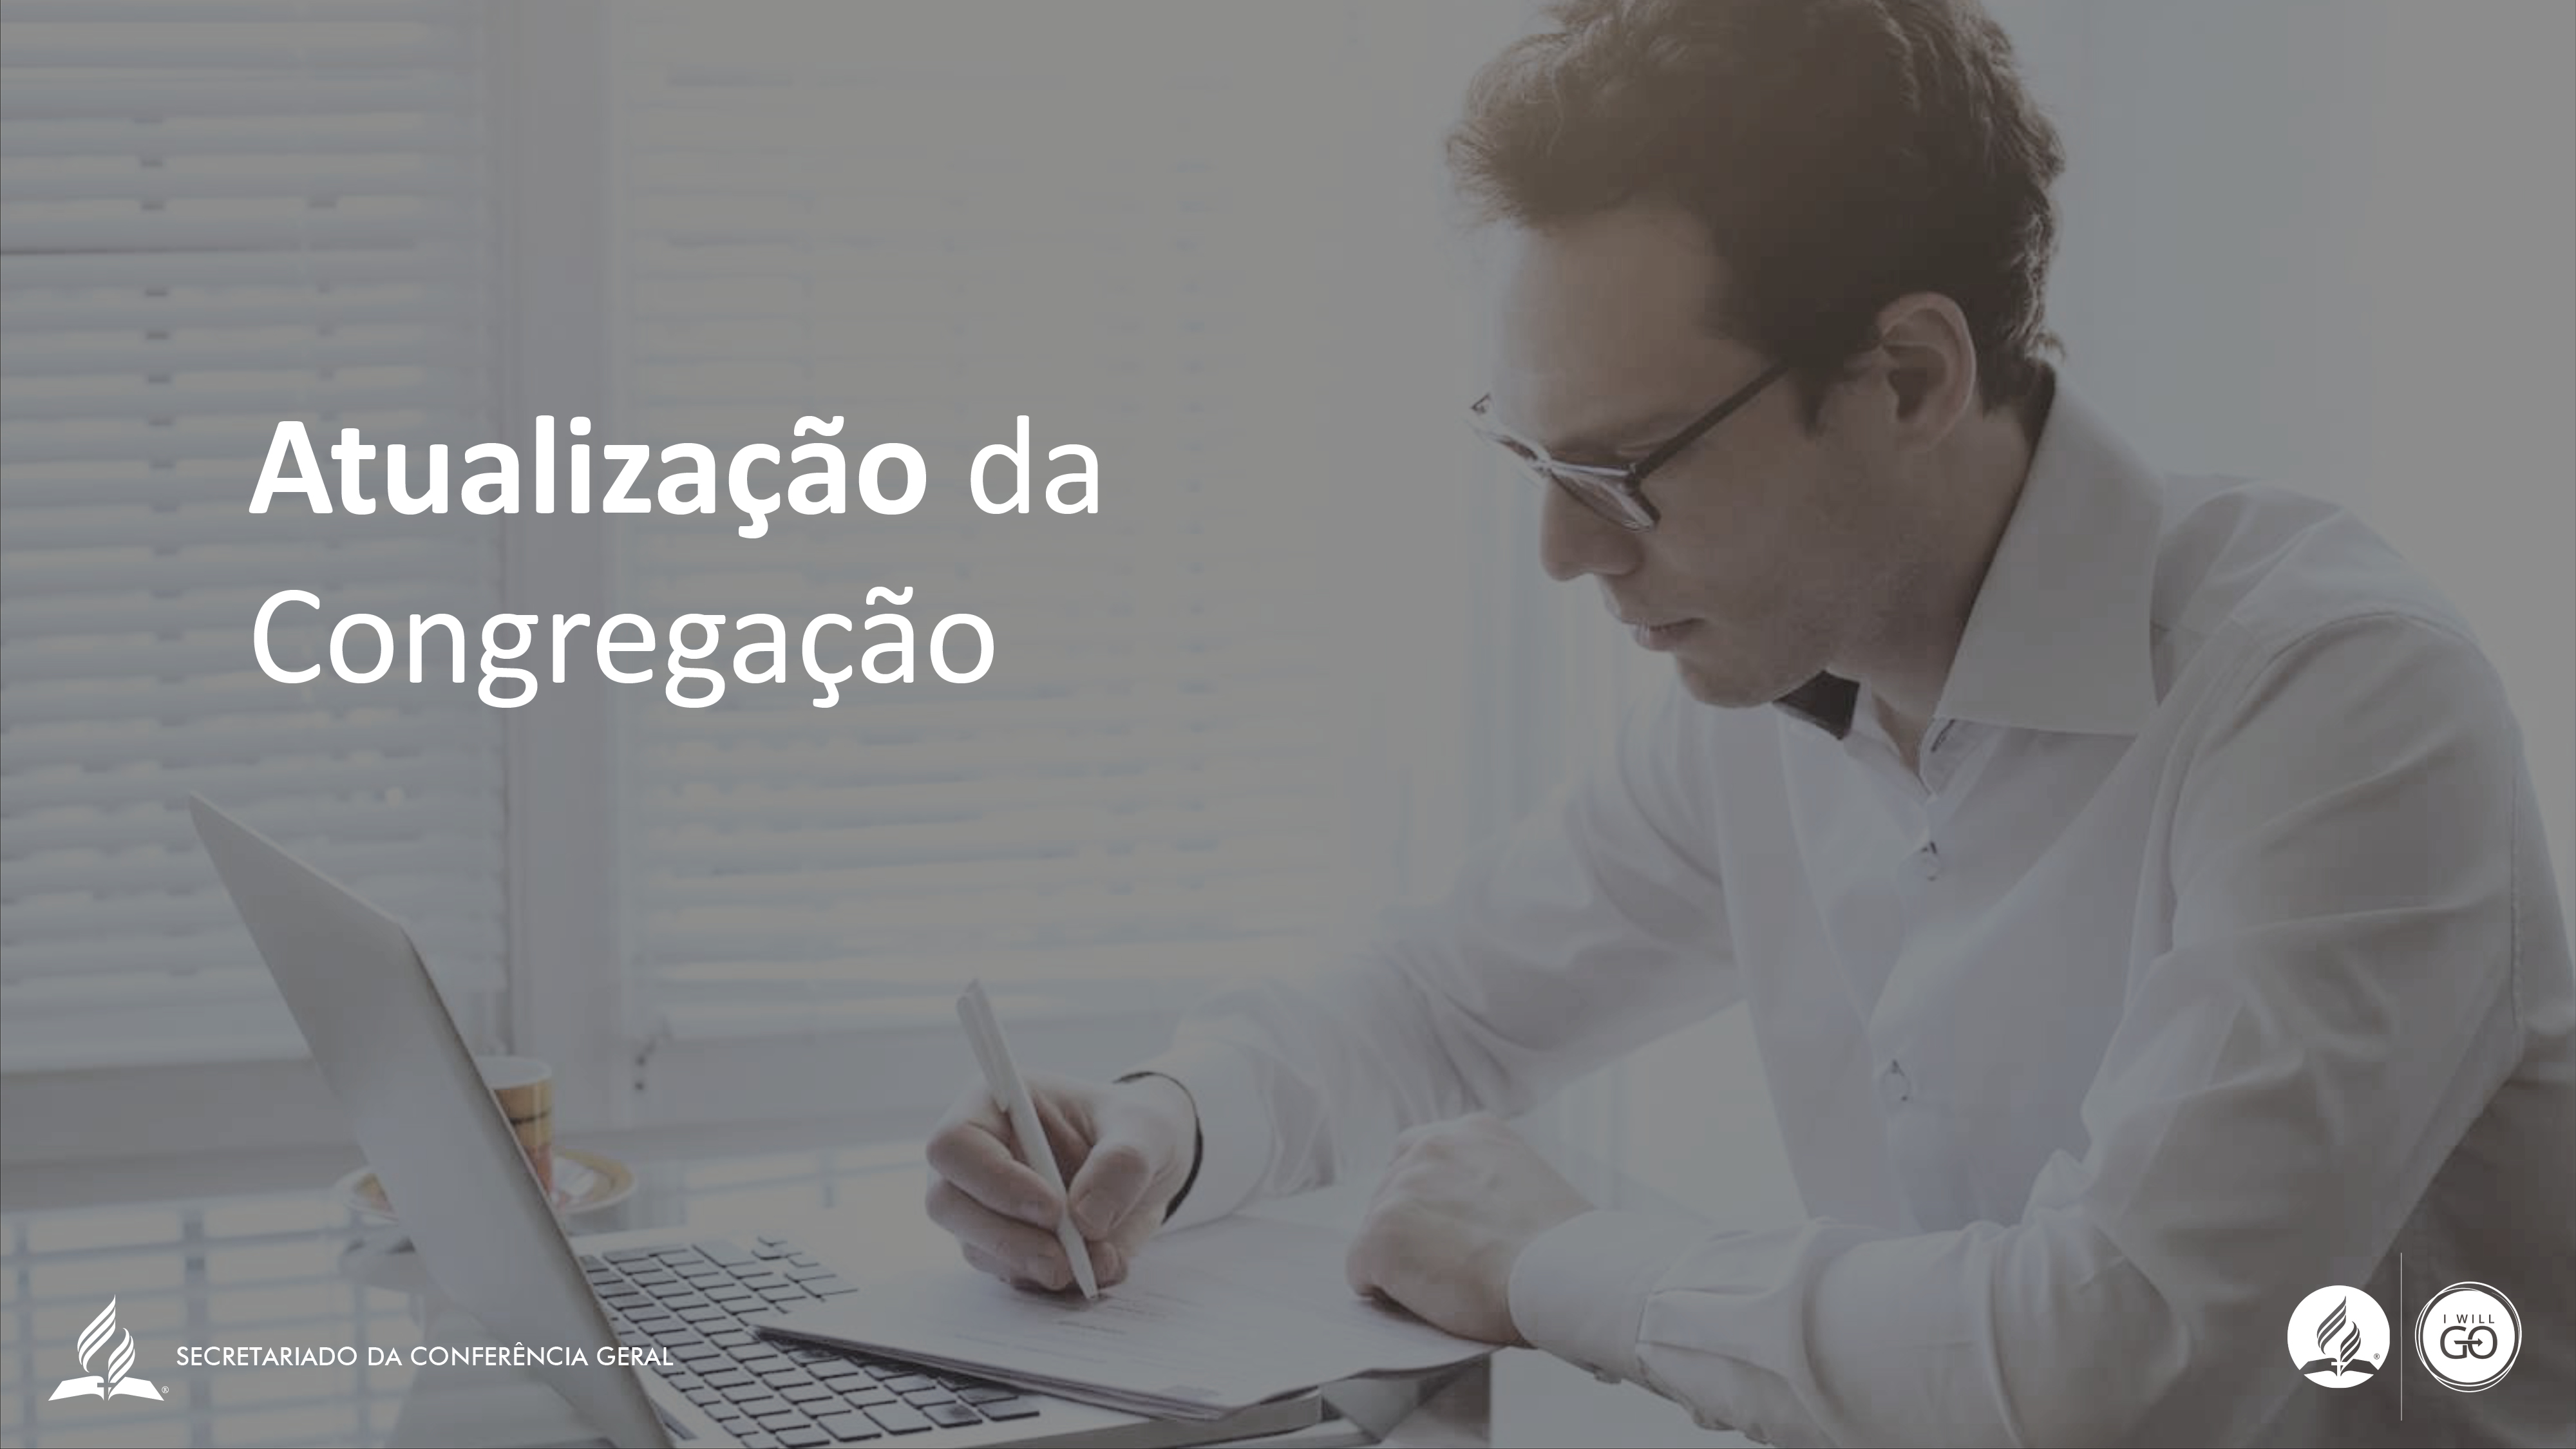 Atualização da
Congregação
SECRETARIADO DA CONFERÊNCIA GERAL
®
®
I WILL
GO